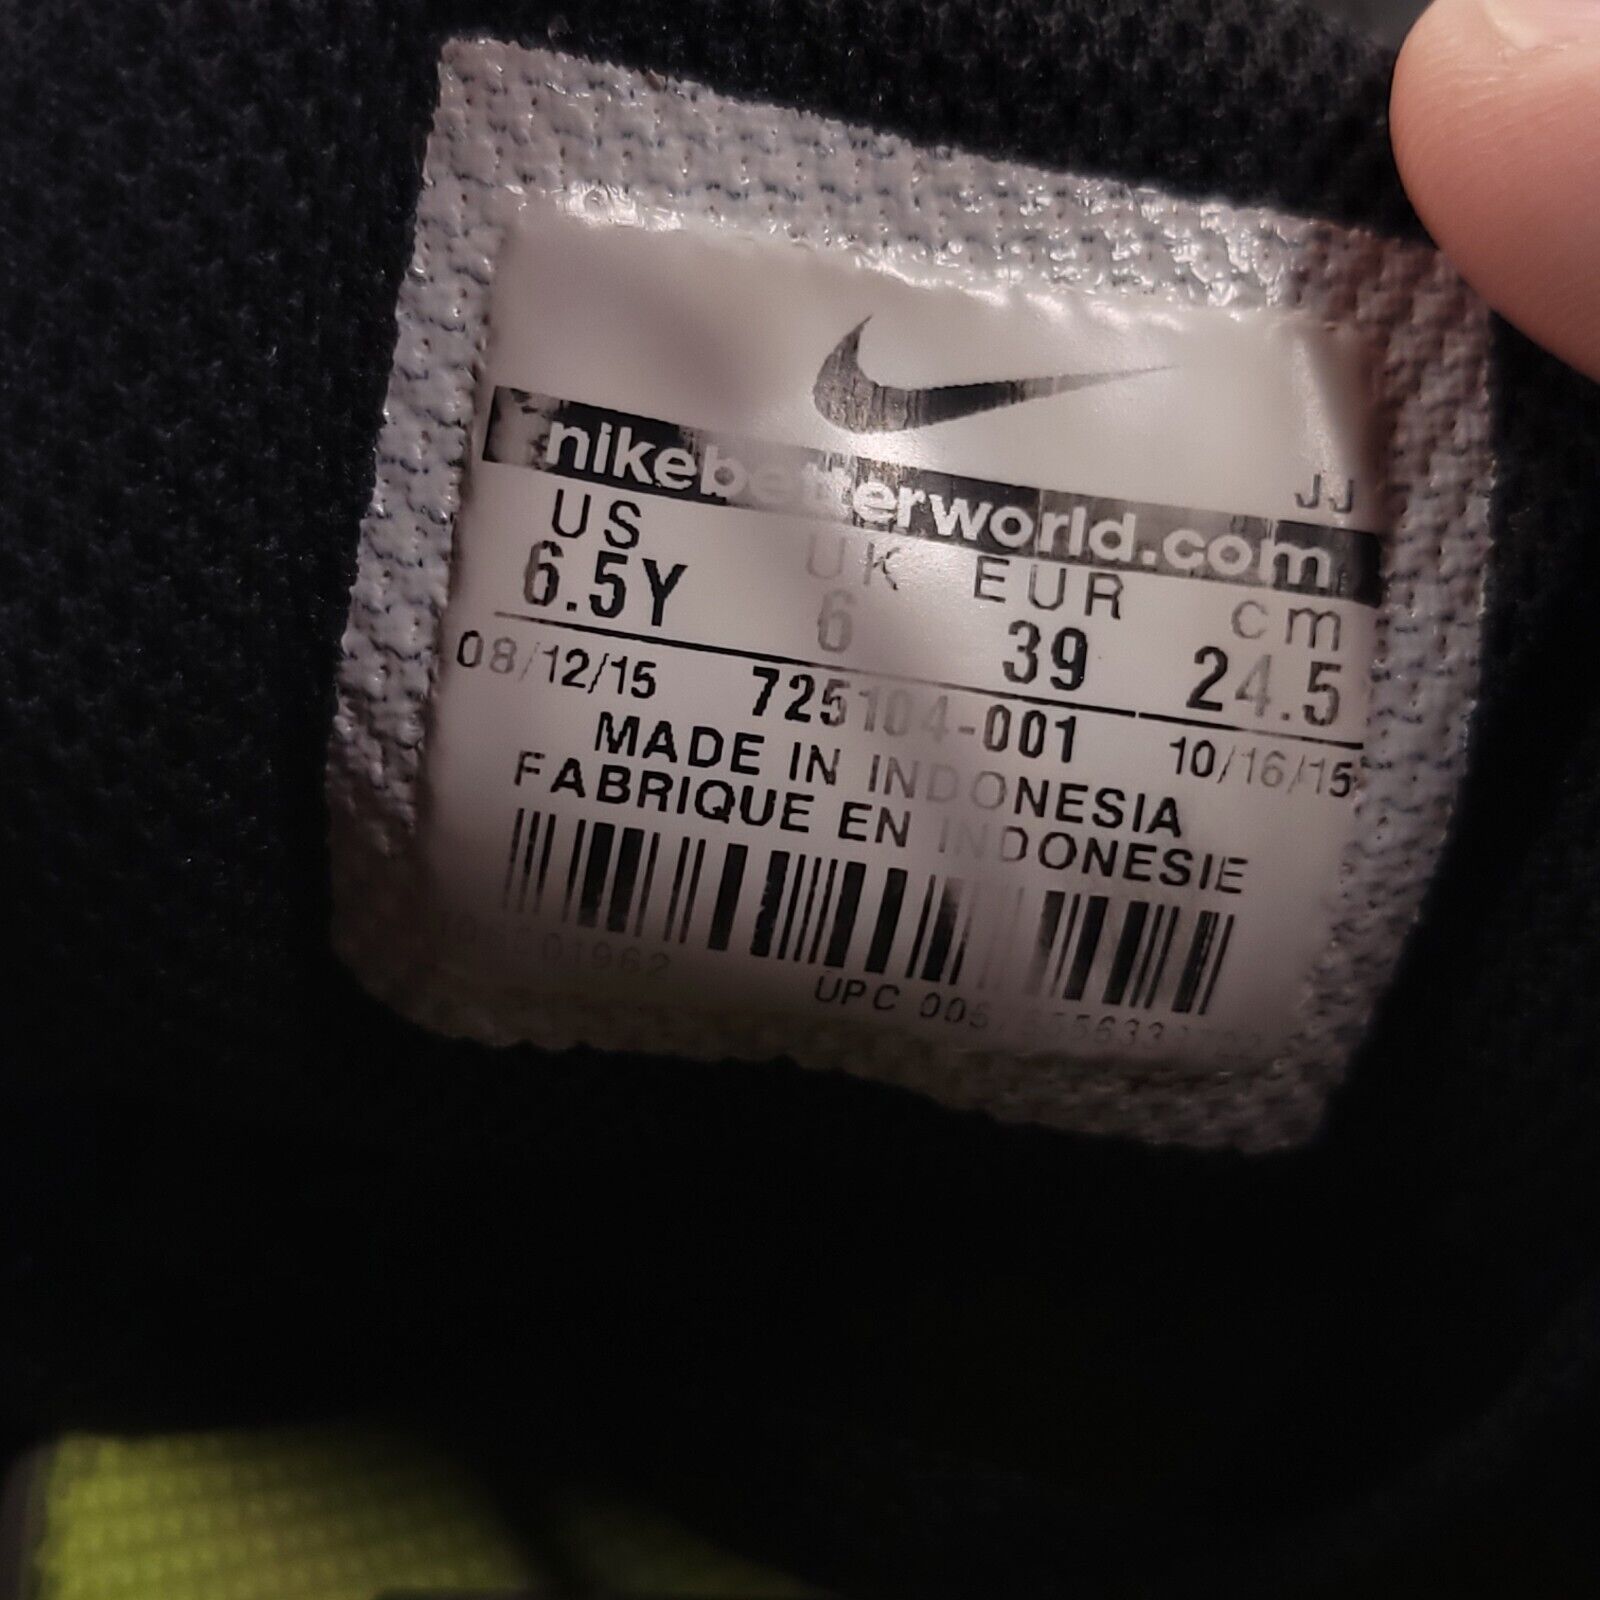 JJ
nikebetterworld.com
US UK EUR cm
6.5Y 6 39 24.5
08/12/15 725104-001 10/16/15
MADE IN INDONESIA
FABRIQUE EN INDONESIE
UPC